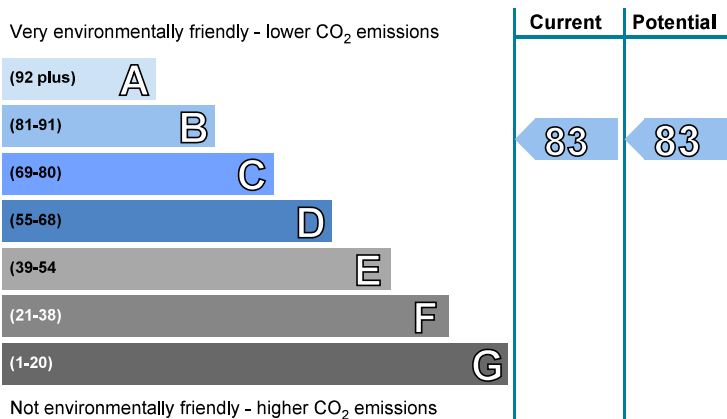 Very environmentally friendly - lower CO₂ emissions
Current
Potential
(92 plus) A
(81-91) B
83
83
(69-80) C
(55-68) D
(39-54 E
(21-38) F
(1-20) G
Not environmentally friendly - higher CO₂ emissions